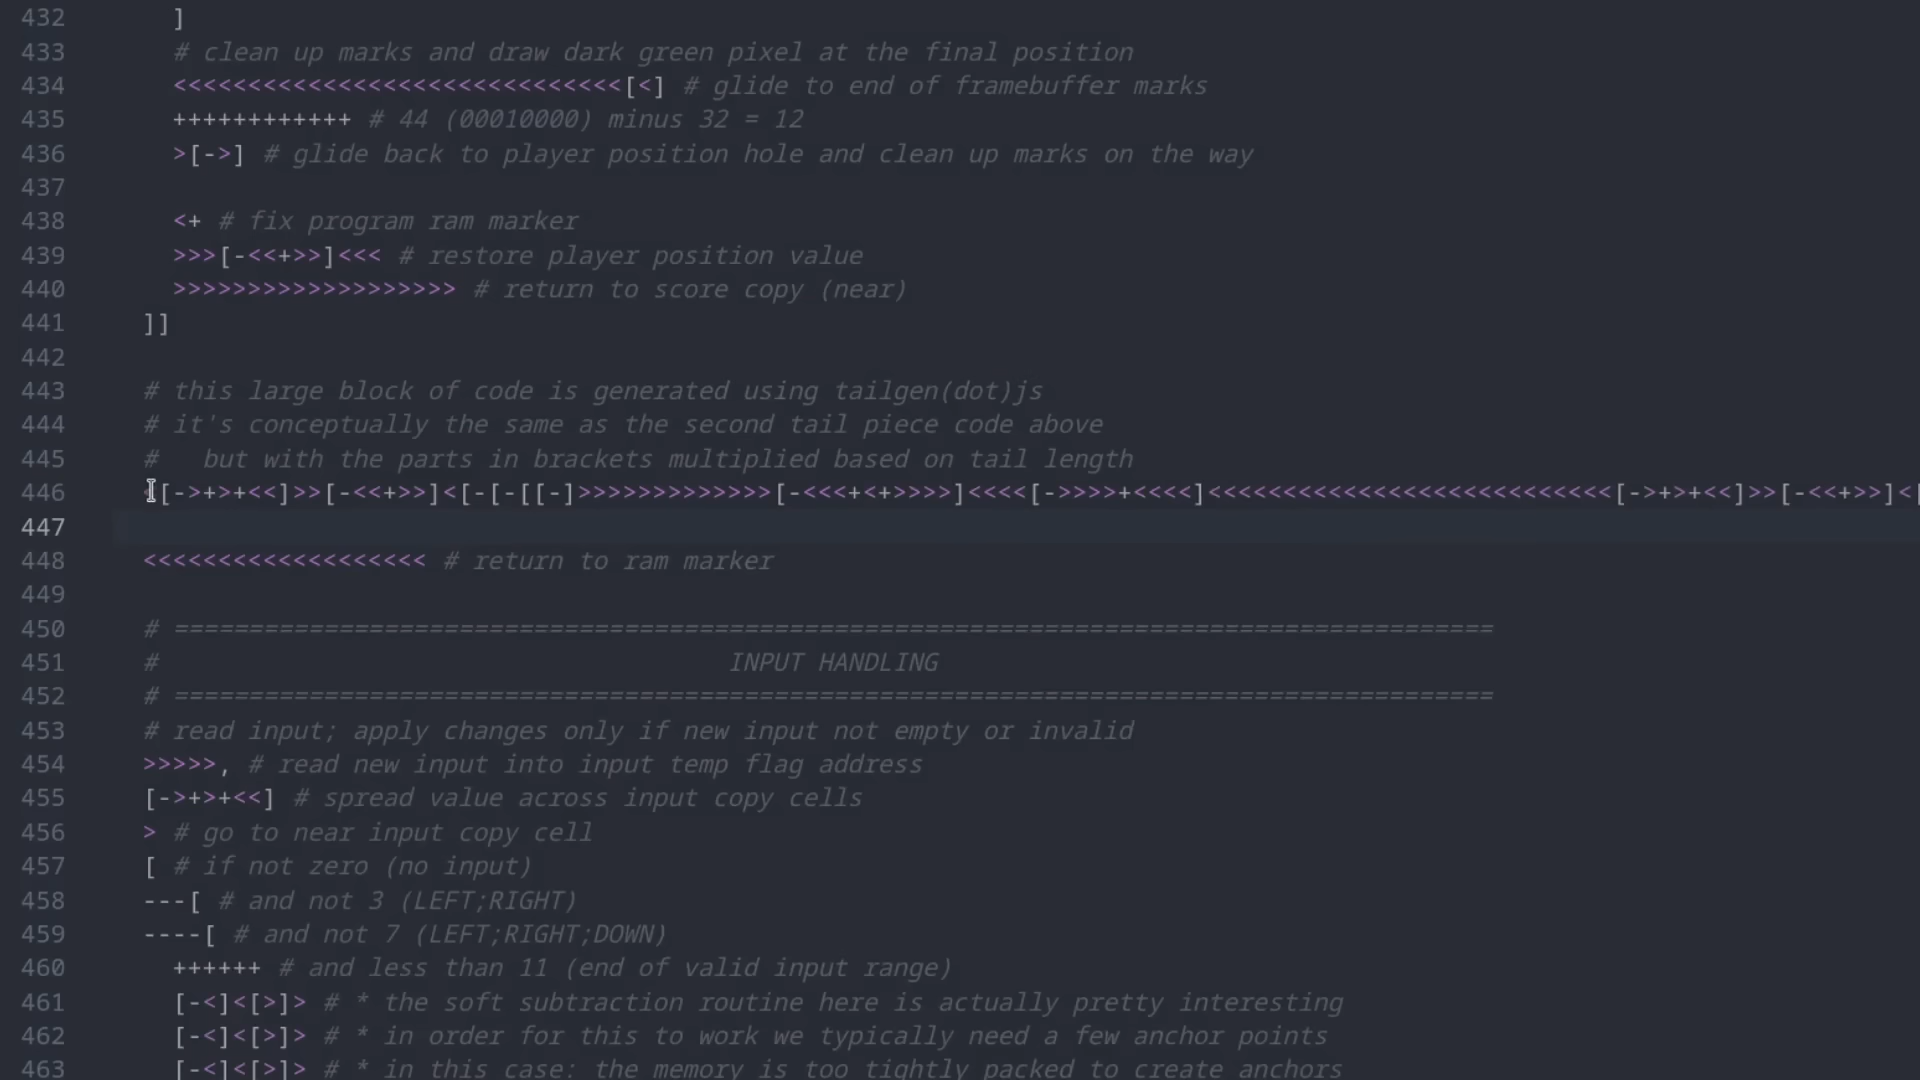 432 ]
433 # clean up marks and draw dark green pixel at the final position
434 <<<<<<<<<<<<<<<<<<<<<<<<<<<<<<[<] # glide to end of framebuffer marks
435 ++++++++++++ # 44 (00010000) minus 32 = 12
436 >[->] # glide back to player position hole and clean up marks on the way
437
438 <+ # fix program ram marker
439 >>>[-<<+>>]<<< # restore player position value
440 >>>>>>>>>>>>>>>>>>> # return to score copy (near)
441 ]]
442
443 # this large block of code is generated using tailgen(dot)js
444 # it's conceptually the same as the second tail piece code above
445 #   but with the parts in brackets multiplied based on tail length
446 <[->+>+<<]>>[-<<+>>]<[-[-[[-]>>>>>>>>>>>>>[-<<<+<+>>>>]<<<<[->>>>+<<<<]<<<<<<<<<<<<<<<<<<<<<<<<<<<[->+>+<<]>>[-<<+>>]<[
447
448 <<<<<<<<<<<<<<<<<<< # return to ram marker
449
450 # ========================================================================================
451 # INPUT HANDLING
452 # ========================================================================================
453 # read input; apply changes only if new input not empty or invalid
454 >>>>>, # read new input into input temp flag address
455 [->+>+<<] # spread value across input copy cells
456 > # go to near input copy cell
457 [ # if not zero (no input)
458 ---[ # and not 3 (LEFT;RIGHT)
459 ----[ # and not 7 (LEFT;RIGHT;DOWN)
460 ++++++ # and less than 11 (end of valid input range)
461 [-<]<[>]> # * the soft subtraction routine here is actually pretty interesting
462 [-<]<[>]> # * in order for this to work we typically need a few anchor points
463 [-<]<[>]> # * in this case: the memory is too tightly packed to create anchors